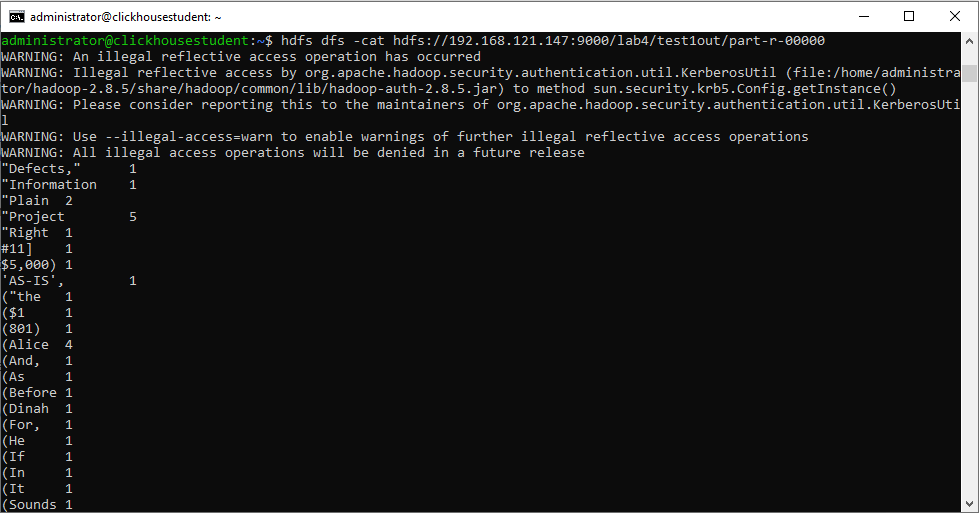 administrator@clickhousestudent: ~
administrator@clickhousestudent:~$ hdfs dfs -cat hdfs://192.168.121.147:9000/lab4/test1out/part-r-00000
WARNING: An illegal reflective access operation has occurred
WARNING: Illegal reflective access by org.apache.hadoop.security.authentication.util.KerberosUtil (file:/home/administra
tor/hadoop-2.8.5/share/hadoop/common/lib/hadoop-auth-2.8.5.jar) to method sun.security.krb5.Config.getInstance()
WARNING: Please consider reporting this to the maintainers of org.apache.hadoop.security.authentication.util.KerberosUti
l
WARNING: Use --illegal-access=warn to enable warnings of further illegal reflective access operations
WARNING: All illegal access operations will be denied in a future release
"Defects," 1
"Information 1
"Plain 2
"Project 5
"Right 1
#11] 1
$5,000) 1
'AS-IS', 1
("the 1
($1 1
(801) 1
(Alice 4
(And, 1
(As 1
(Before 1
(Dinah 1
(For, 1
(He 1
(If 1
(In 1
(It 1
(Sounds 1